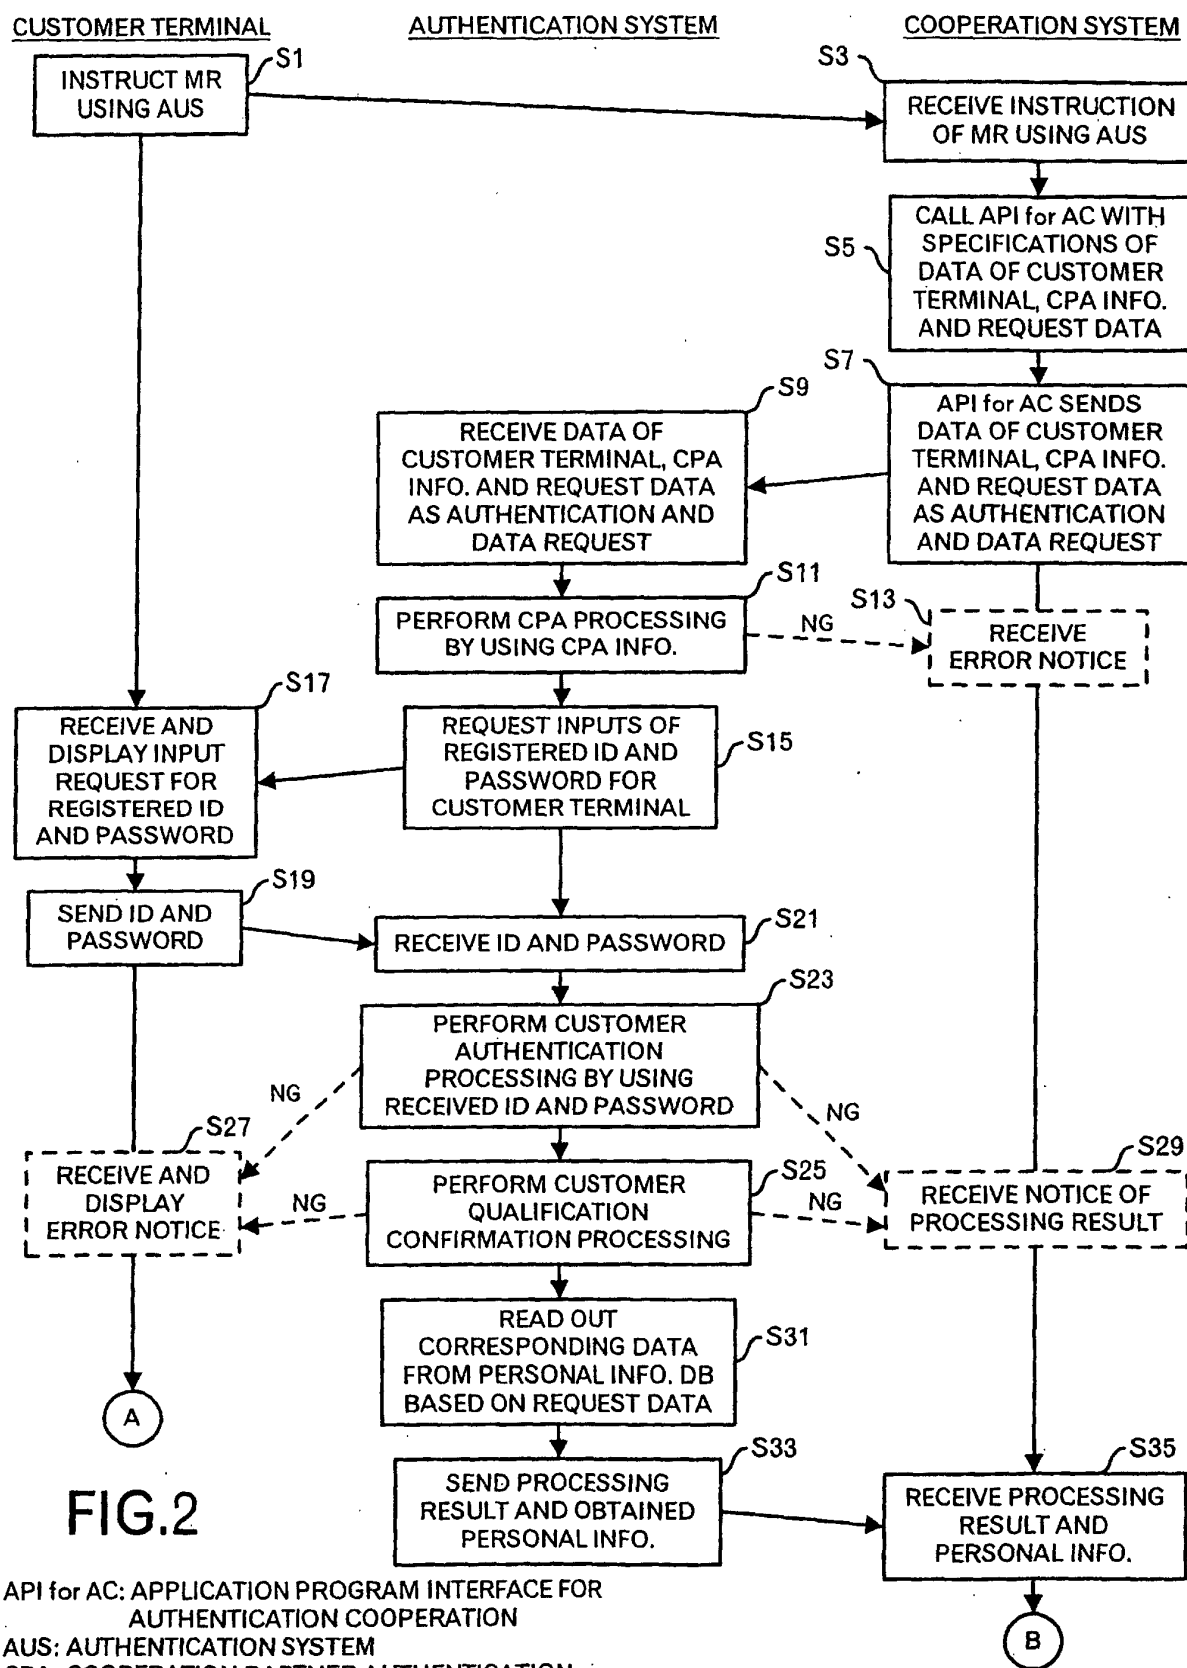 CUSTOMER TERMINAL
AUTHENTICATION SYSTEM
COOPERATION SYSTEM
S1
INSTRUCT MR
USING AUS
S3
RECEIVE INSTRUCTION
OF MR USING AUS
S5
CALL API for AC WITH
SPECIFICATIONS OF
DATA OF CUSTOMER
TERMINAL, CPA INFO.
AND REQUEST DATA
S7
API for AC SENDS
DATA OF CUSTOMER
TERMINAL, CPA INFO.
AND REQUEST DATA
AS AUTHENTICATION
AND DATA REQUEST
S9
RECEIVE DATA OF
CUSTOMER TERMINAL, CPA
INFO. AND REQUEST DATA
AS AUTHENTICATION AND
DATA REQUEST
S11
PERFORM CPA PROCESSING
BY USING CPA INFO.
NG
S13
RECEIVE
ERROR NOTICE
S15
REQUEST INPUTS OF
REGISTERED ID AND
PASSWORD FOR
CUSTOMER TERMINAL
S17
RECEIVE AND
DISPLAY INPUT
REQUEST FOR
REGISTERED ID
AND PASSWORD
S19
SEND ID AND
PASSWORD
S21
RECEIVE ID AND PASSWORD
S23
PERFORM CUSTOMER
AUTHENTICATION
PROCESSING BY USING
RECEIVED ID AND PASSWORD
NG
NG
S25
PERFORM CUSTOMER
QUALIFICATION
CONFIRMATION PROCESSING
NG
NG
S27
RECEIVE AND
DISPLAY
ERROR NOTICE
S29
RECEIVE NOTICE OF
PROCESSING RESULT
S31
READ OUT
CORRESPONDING DATA
FROM PERSONAL INFO. DB
BASED ON REQUEST DATA
A
S33
SEND PROCESSING
RESULT AND OBTAINED
PERSONAL INFO.
S35
RECEIVE PROCESSING
RESULT AND
PERSONAL INFO.
B
FIG.2
API for AC: APPLICATION PROGRAM INTERFACE FOR
AUTHENTICATION COOPERATION
AUS: AUTHENTICATION SYSTEM
CPA: COOPERATION PARTNER AUTHENTICATION